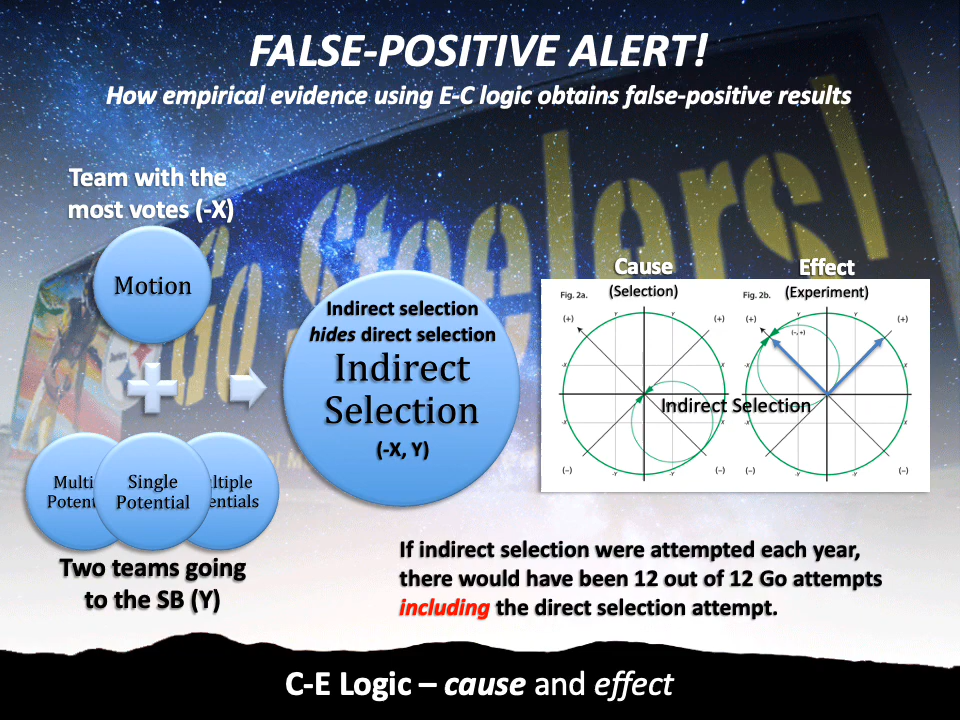 FALSE-POSITIVE ALERT!
How empirical evidence using E-C logic obtains false-positive results
Team with the
most votes (-X)
Motion
Go Steelers!
Indirect selection
hides direct selection
Indirect
Selection
(-X, Y)
Single
Potential
Two teams going
to the SB (Y)
Cause
(Selection)
Effect
(Experiment)
Fig. 2a.
Fig. 2b.
(+)
Y
Y
(+)
(+)
Y
Y
(+)
(-, +)
-X
X
-X
X
Indirect Selection
-X
X
-X
X
(–)
-Y
-Y
(–)
(–)
-Y
-Y
(–)
If indirect selection were attempted each year,
there would have been 12 out of 12 Go attempts
including the direct selection attempt.
C-E Logic – cause and effect